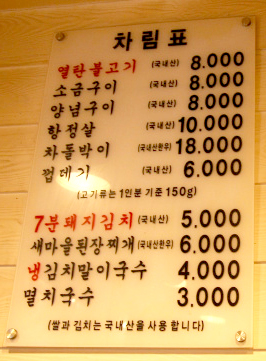 차림표
열탄불고기 (국내산) 8.000
소금구이 (국내산) 8.000
양념구이 (국내산) 8.000
항정살 (국내산) 10.000
차돌박이 (국내산한우) 18.000
껍데기 (국내산) 6.000
(고기류는 1인분 기준 150g)
7분돼지김치 (국내산) 5.000
새마을된장찌개 (국내산한우) 6.000
냉김치말이국수 4.000
멸치국수 3.000
(쌀과 김치는 국내산을 사용합니다)